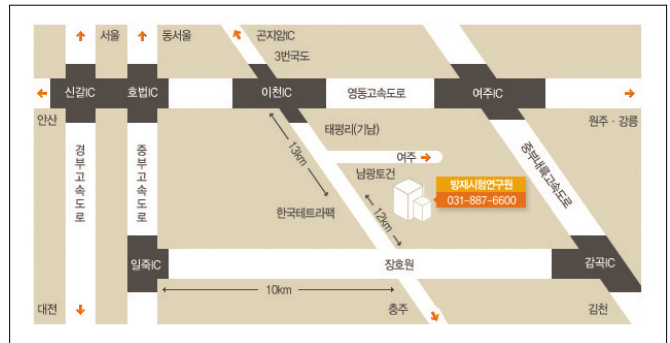 서울
동서울
곤지암IC
3번국도
신갈IC
호법IC
이천IC
영동고속도로
여주IC
안산
원주 · 강릉
경부고속도로
중부고속도로
13km
태평리(기남)
여주
남광토건
방재시험연구원
031-887-6600
중부내륙고속도로
한국테트라팩
12km
일죽IC
장호원
감곡IC
10km
대전
충주
김천